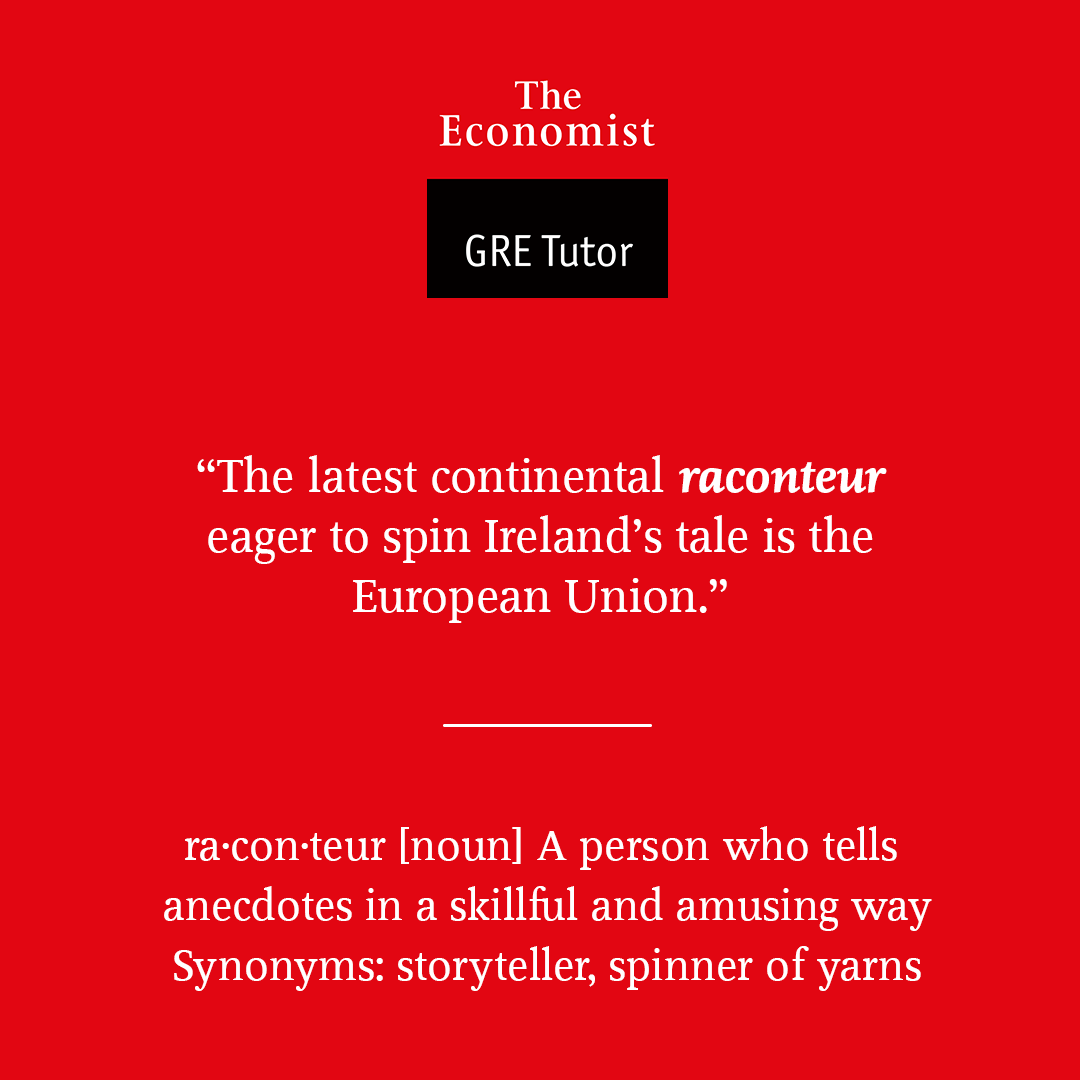 The
Economist
GRE Tutor
“The latest continental raconteur
eager to spin Ireland’s tale is the
European Union.”
ra·con·teur [noun] A person who tells
anecdotes in a skillful and amusing way
Synonyms: storyteller, spinner of yarns